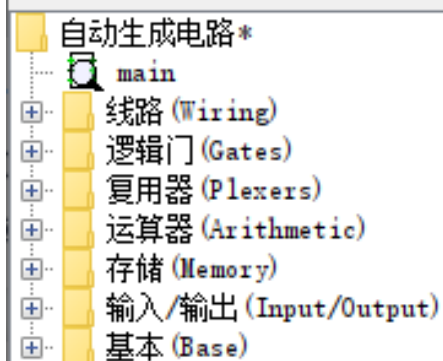 自动生成电路*
main
线路(Wiring)
逻辑门(Gates)
复用器(Plexers)
运算器(Arithmetic)
存储(Memory)
输入/输出(Input/Output)
基本(Base)